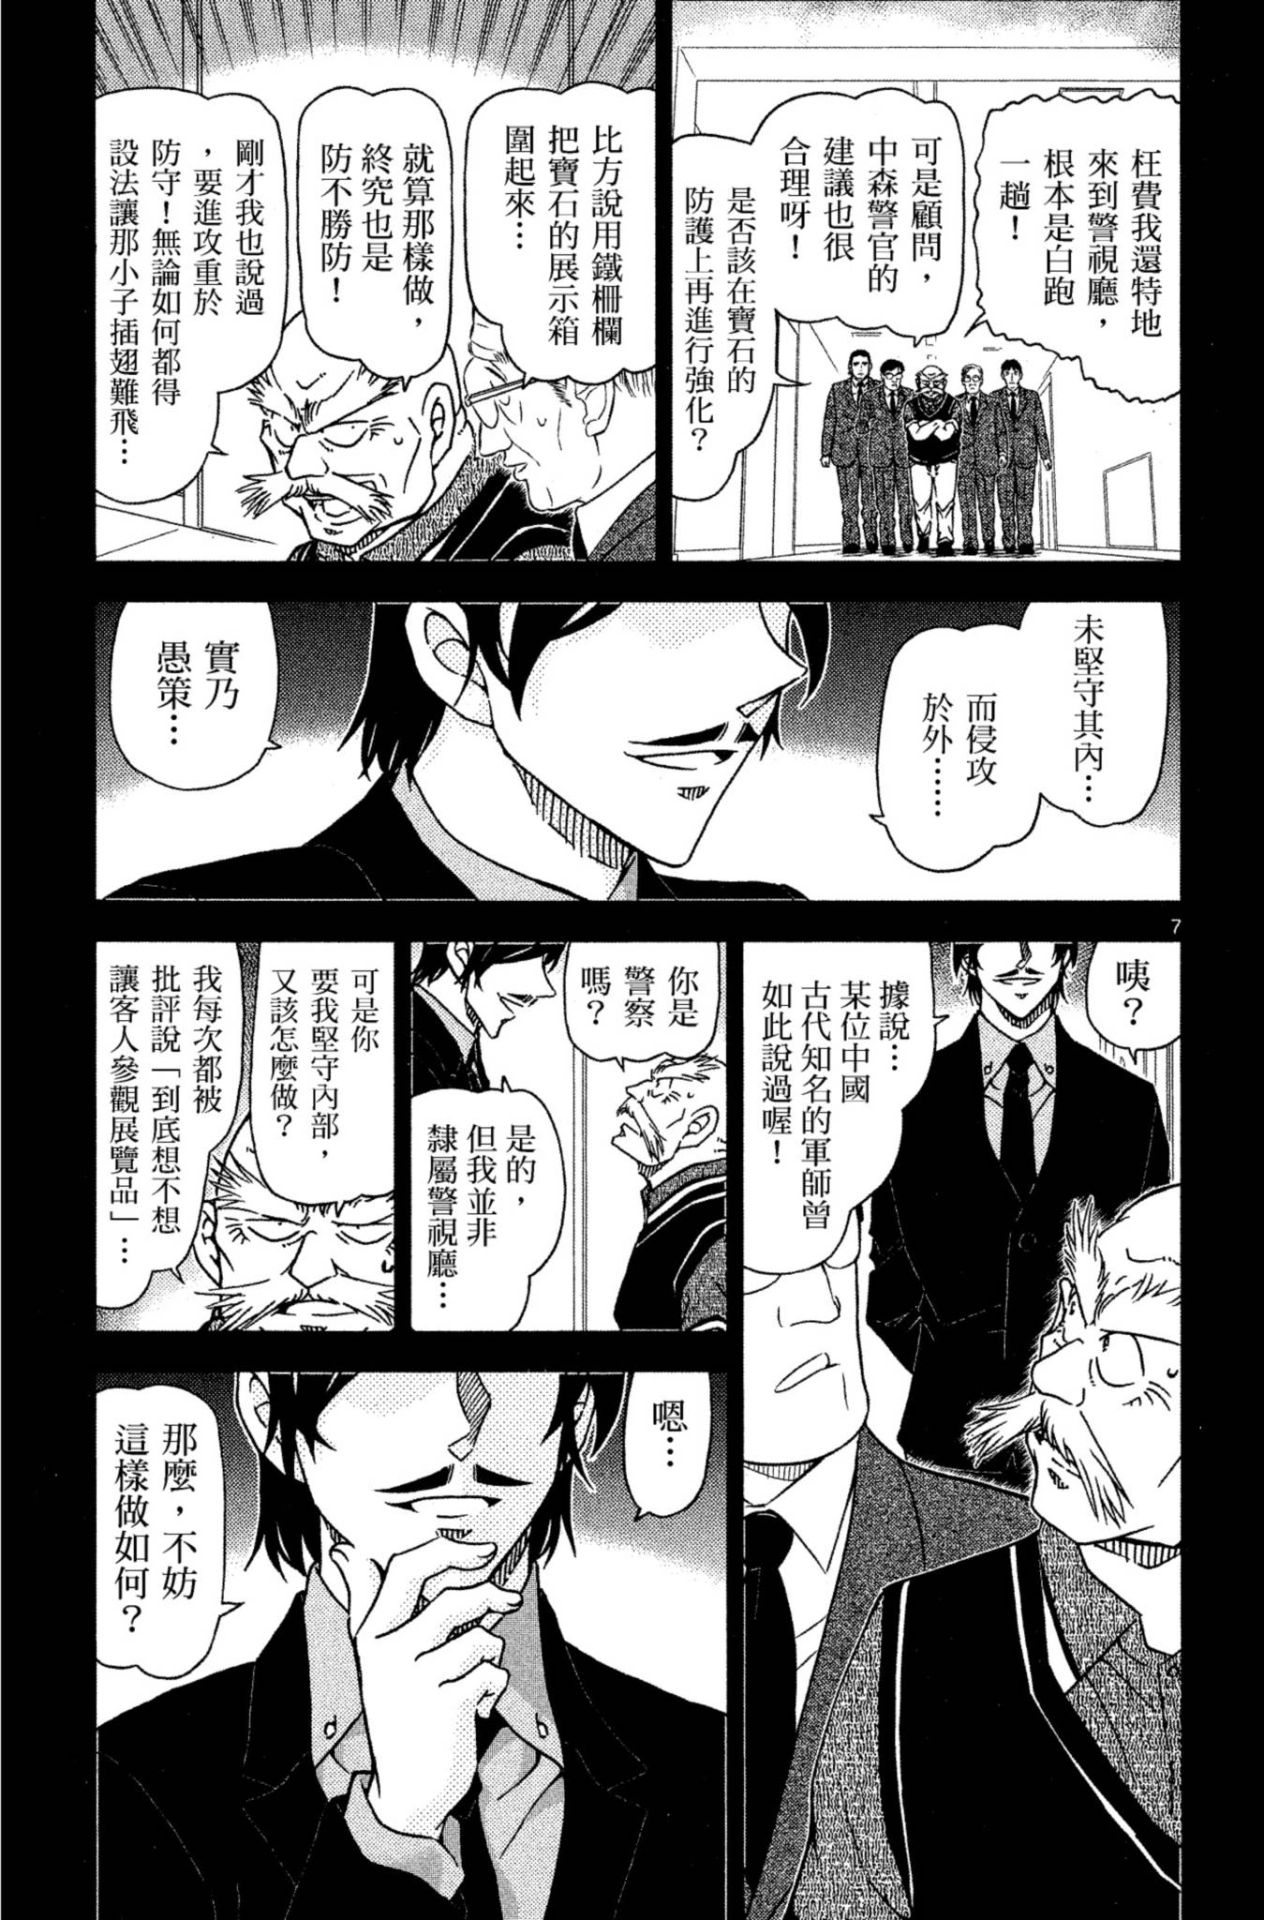 枉費我還特地
來到警視廳，
根本是白跑
一趟！
可是顧問，
中森警官的
建議也很
合理呀！
是否該在寶石的
防護上再進行強化？
比方說用鐵柵欄
把寶石的展示箱
圍起來…
就算那樣做，
終究也是
防不勝防！
剛才我也說過
，要進攻重於
防守！無論如何都得
設法讓那小子插翅難飛…
未堅守其內…
而侵攻
於外……
實乃
愚策…
7
咦？
據說…
某位中國
古代知名的軍師曾
如此說過喔！
你是
警察
嗎？
是的，
但我並非
隸屬警視廳…
可是你
要我堅守內部，
又該怎麼做？
我每次都被
批評說「到底想不想
讓客人參觀展覽品」…
嗯…
那麼，不妨
這樣做如何？